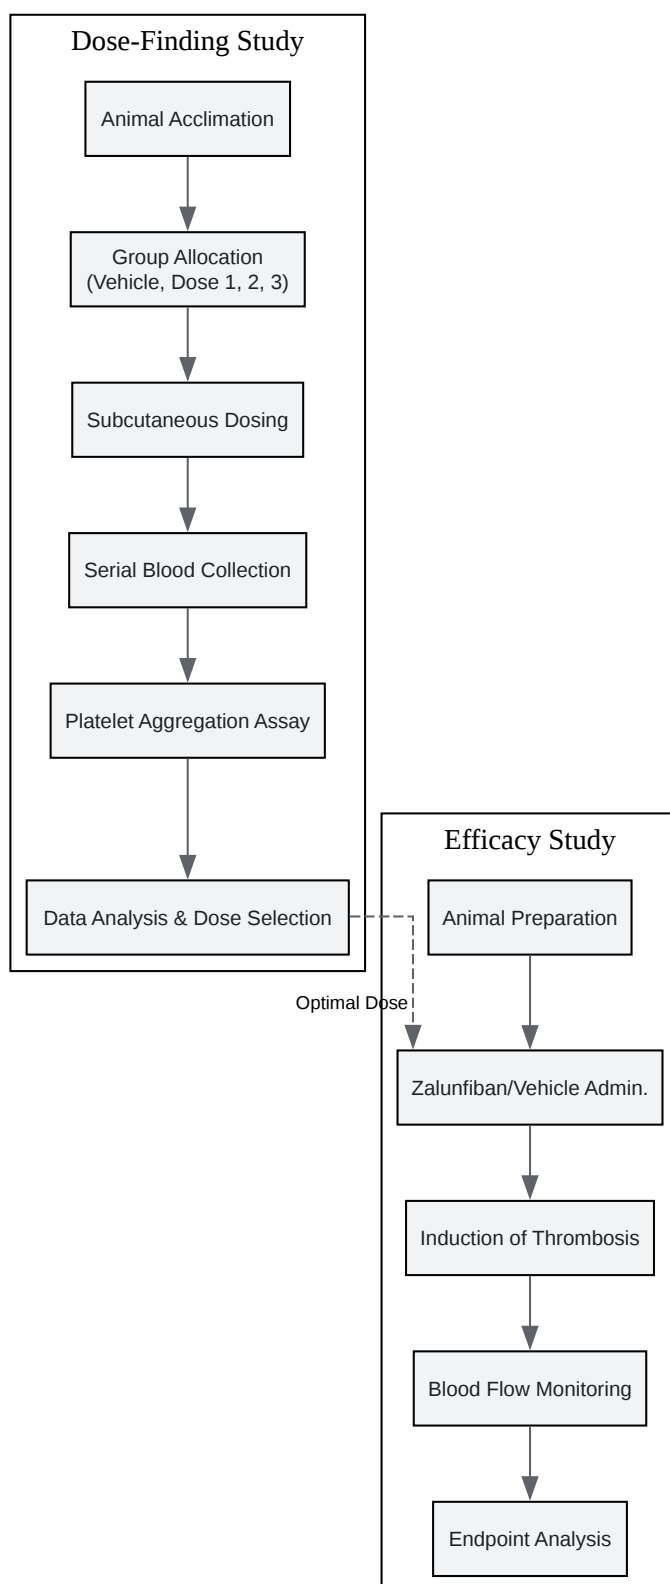 Dose-Finding Study
Animal Acclimation
Group Allocation
(Vehicle, Dose 1, 2, 3)
Subcutaneous Dosing
Serial Blood Collection
Platelet Aggregation Assay
Data Analysis & Dose Selection
Optimal Dose
Efficacy Study
Animal Preparation
Zalunfiban/Vehicle Admin.
Induction of Thrombosis
Blood Flow Monitoring
Endpoint Analysis